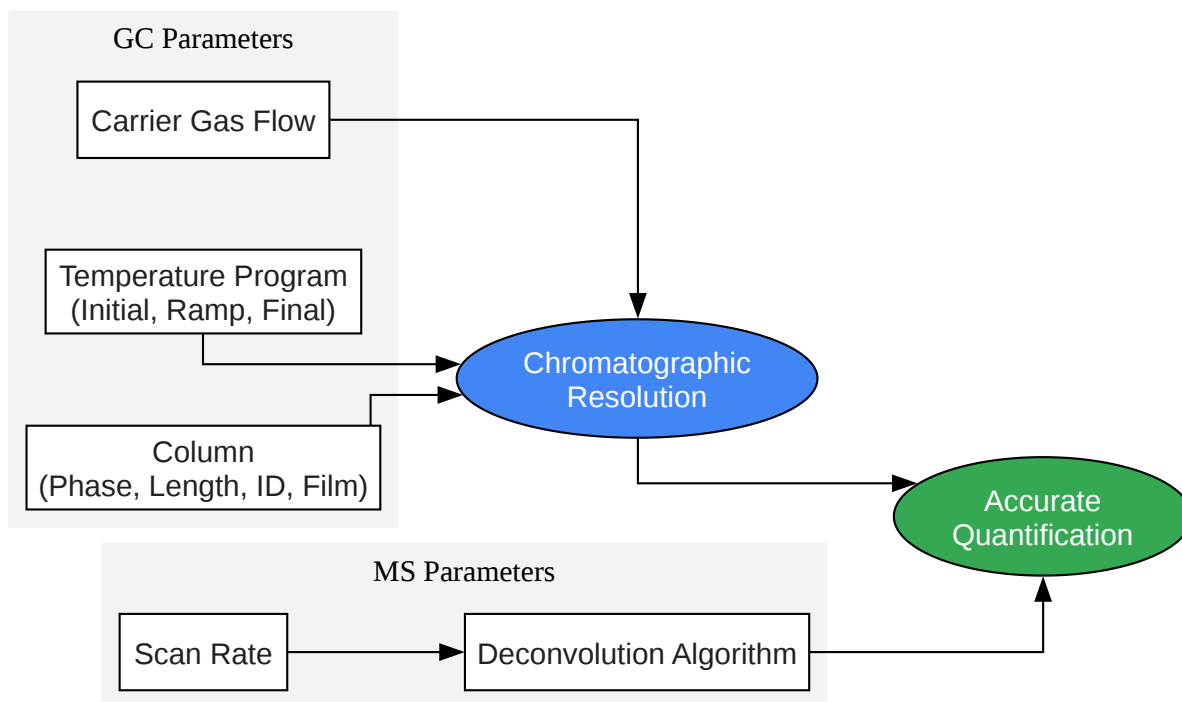 GC Parameters
Carrier Gas Flow
Temperature Program
(Initial, Ramp, Final)
Chromatographic
Resolution
Column
(Phase, Length, ID, Film)
Accurate
Quantification
MS Parameters
Scan Rate
Deconvolution Algorithm